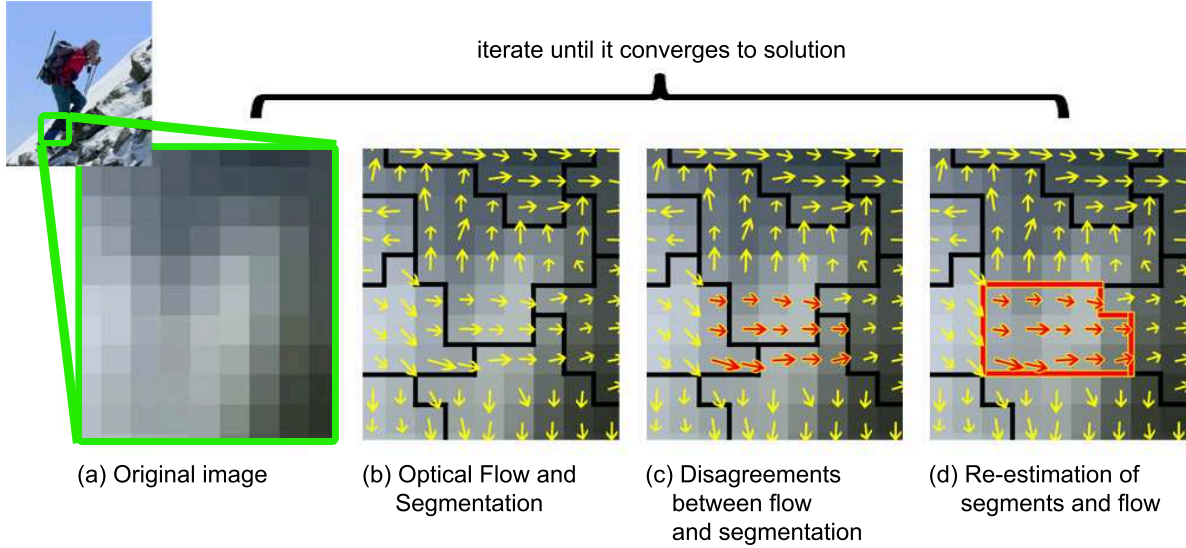 iterate until it converges to solution
(a) Original image
(b) Optical Flow and
Segmentation
(c) Disagreements
between flow
and segmentation
(d) Re-estimation of
segments and flow